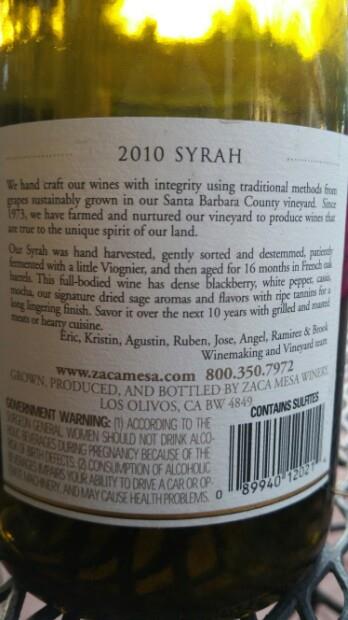 2010 SYRAH
We hand craft our wines with integrity using traditional methods from
grapes sustainably grown in our Santa Barbara County vineyard. Since
1973, we have farmed and nurtured our vineyard to produce wines that
are true to the unique spirit of our land.
Our Syrah was hand harvested, gently sorted and destemmed, patiently
fermented with a little Viognier, and then aged for 16 months in French oak
barrels. This full-bodied wine has dense blackberry, white pepper, cassis,
mocha, our signature dried sage aromas and flavors with ripe tannins for a
long lingering finish. Savor it over the next 10 years with grilled and roasted
meats or hearty cuisine.
Eric, Kristin, Agustin, Ruben, Jose, Angel, Ramirez & Brook
Winemaking and Vineyard team
www.zacamesa.com 800.350.7972
GROWN, PRODUCED, AND BOTTLED BY ZACA MESA WINERY,
LOS OLIVOS, CA BW 4849
CONTAINS SULFITES
GOVERNMENT WARNING: (1) ACCORDING TO THE
SURGEON GENERAL, WOMEN SHOULD NOT DRINK ALCO-
HOLIC BEVERAGES DURING PREGNANCY BECAUSE OF THE
RISK OF BIRTH DEFECTS. (2) CONSUMPTION OF ALCOHOLIC
BEVERAGES IMPAIRS YOUR ABILITY TO DRIVE A CAR OR OP-
ERATE MACHINERY, AND MAY CAUSE HEALTH PROBLEMS.
0 89940 12021